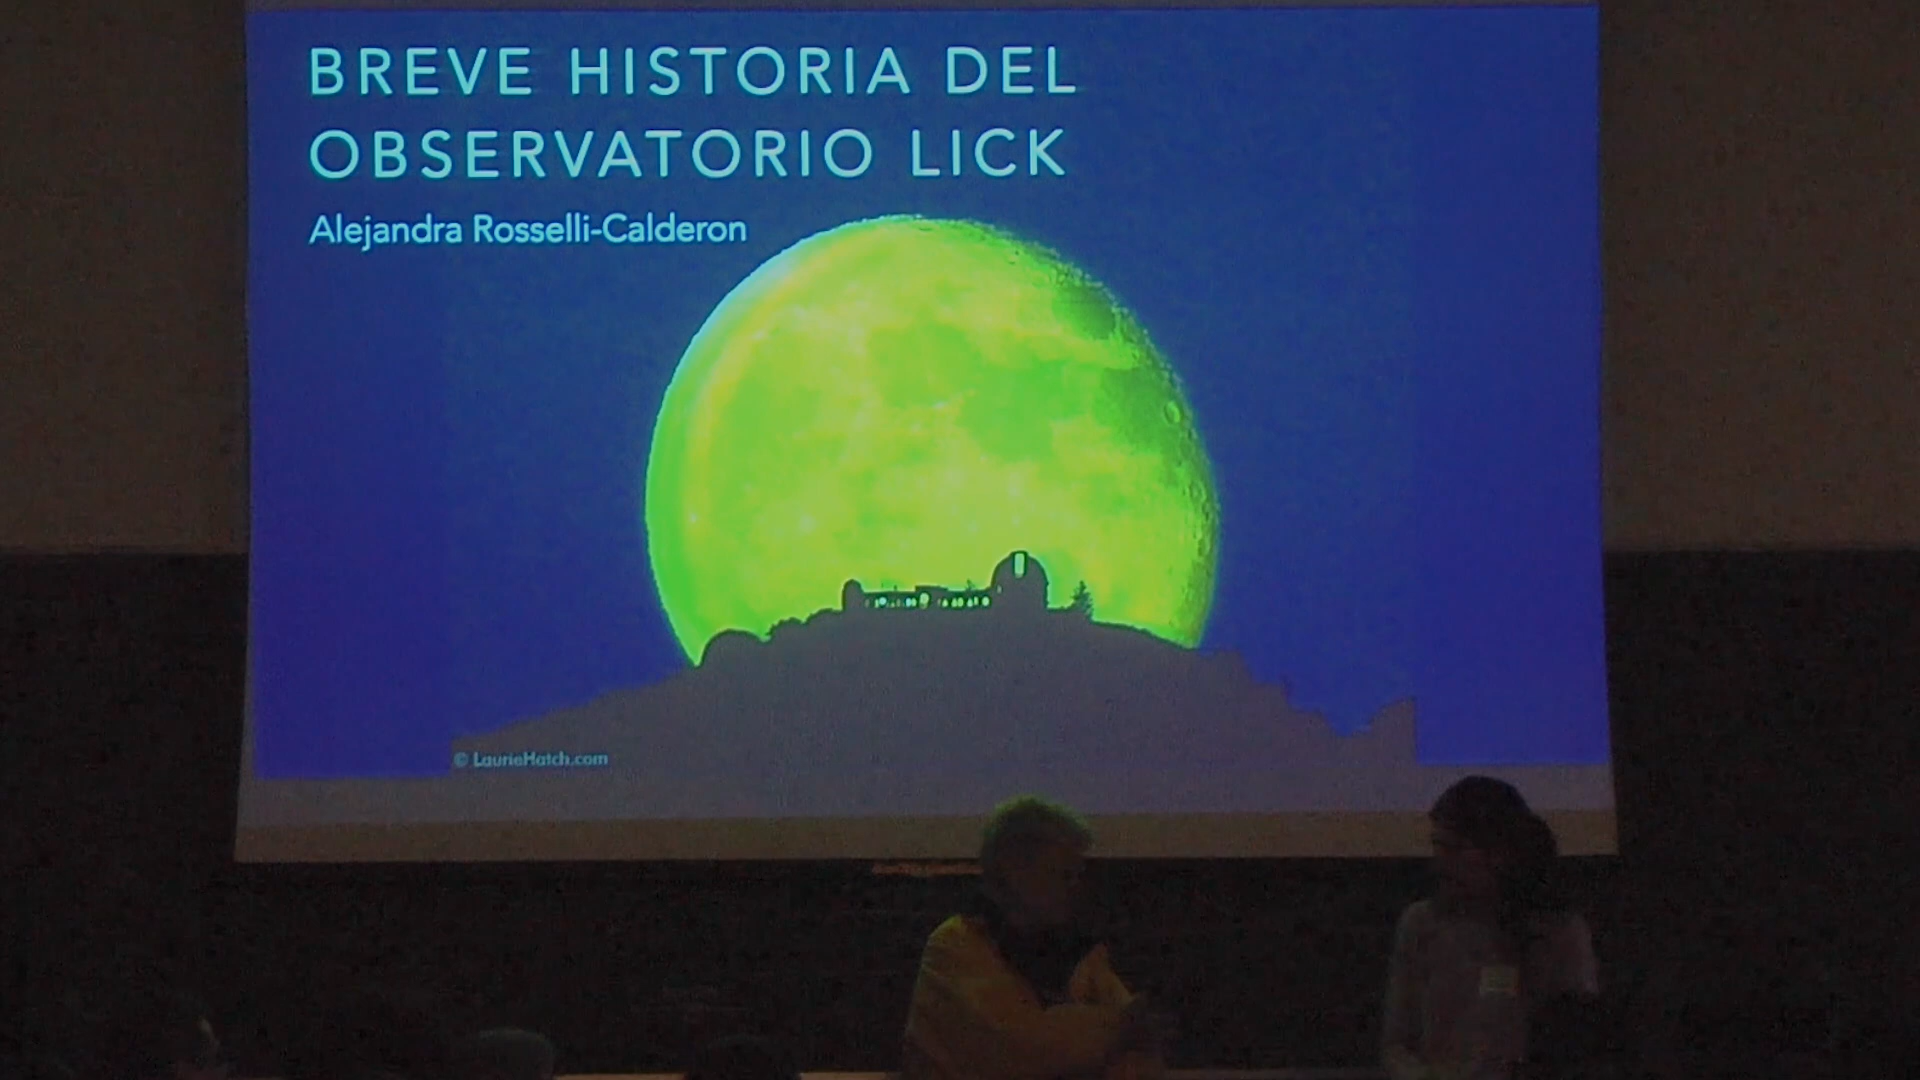 BREVE HISTORIA DEL
OBSERVATORIO LICK
Alejandra Rosselli-Calderon
© LaurieHatch.com